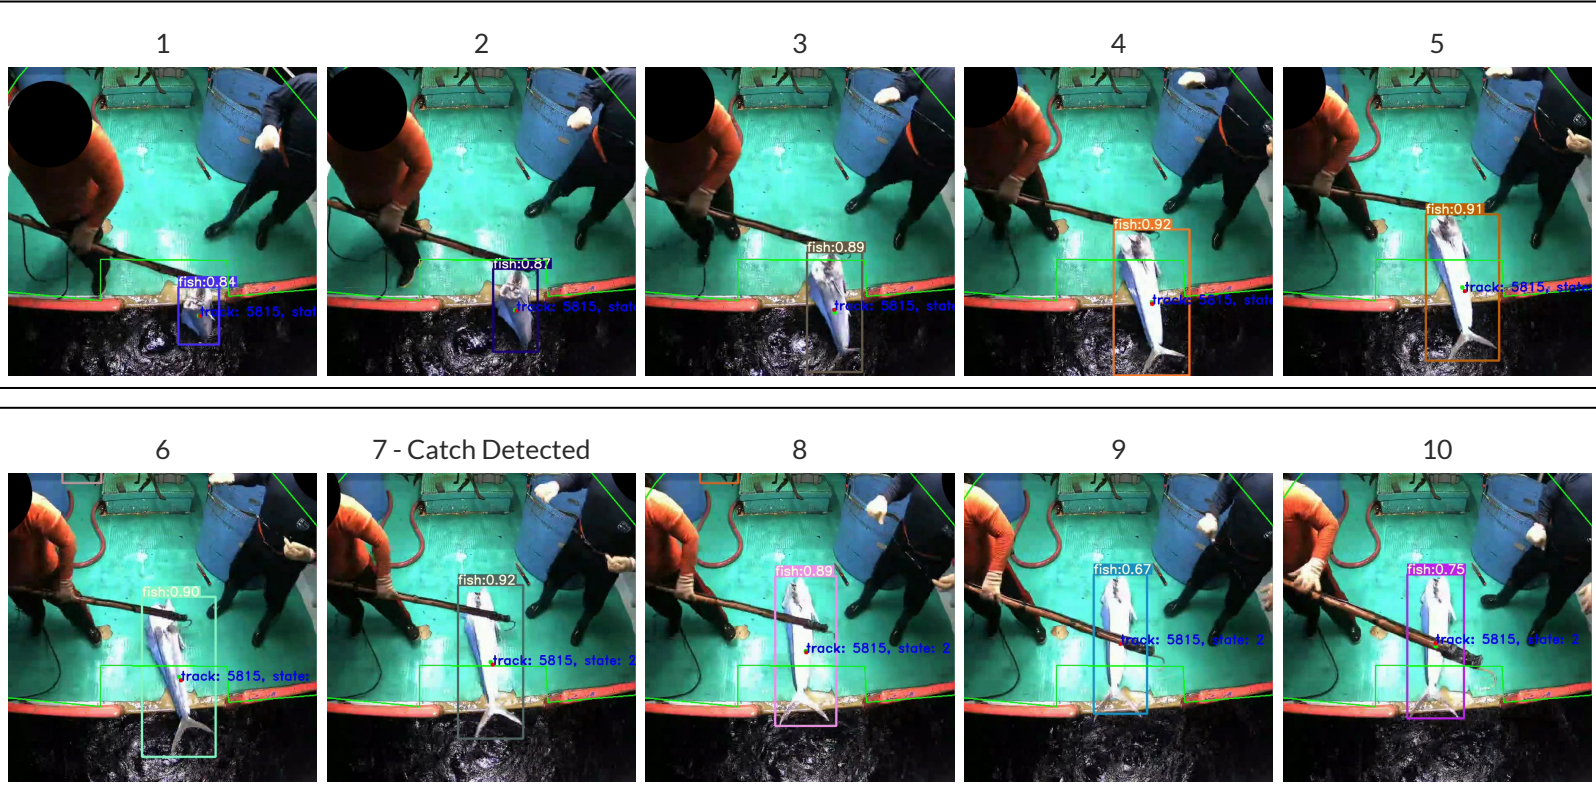 1
2
3
4
5
fish:0.84
track: 5815, stat
fish:0.87
track: 5815, state
fish:0.89
track: 5815, stat
fish:0.92
track: 5815, state
fish:0.91
track: 5815, state
6
7 - Catch Detected
8
9
10
fish:0.90
track: 5815, state:
fish:0.92
track: 5815, state: 2
fish:0.89
track: 5815, state: 2
fish:0.67
track: 5815, state: 2
fish:0.75
track: 5815, state: 2